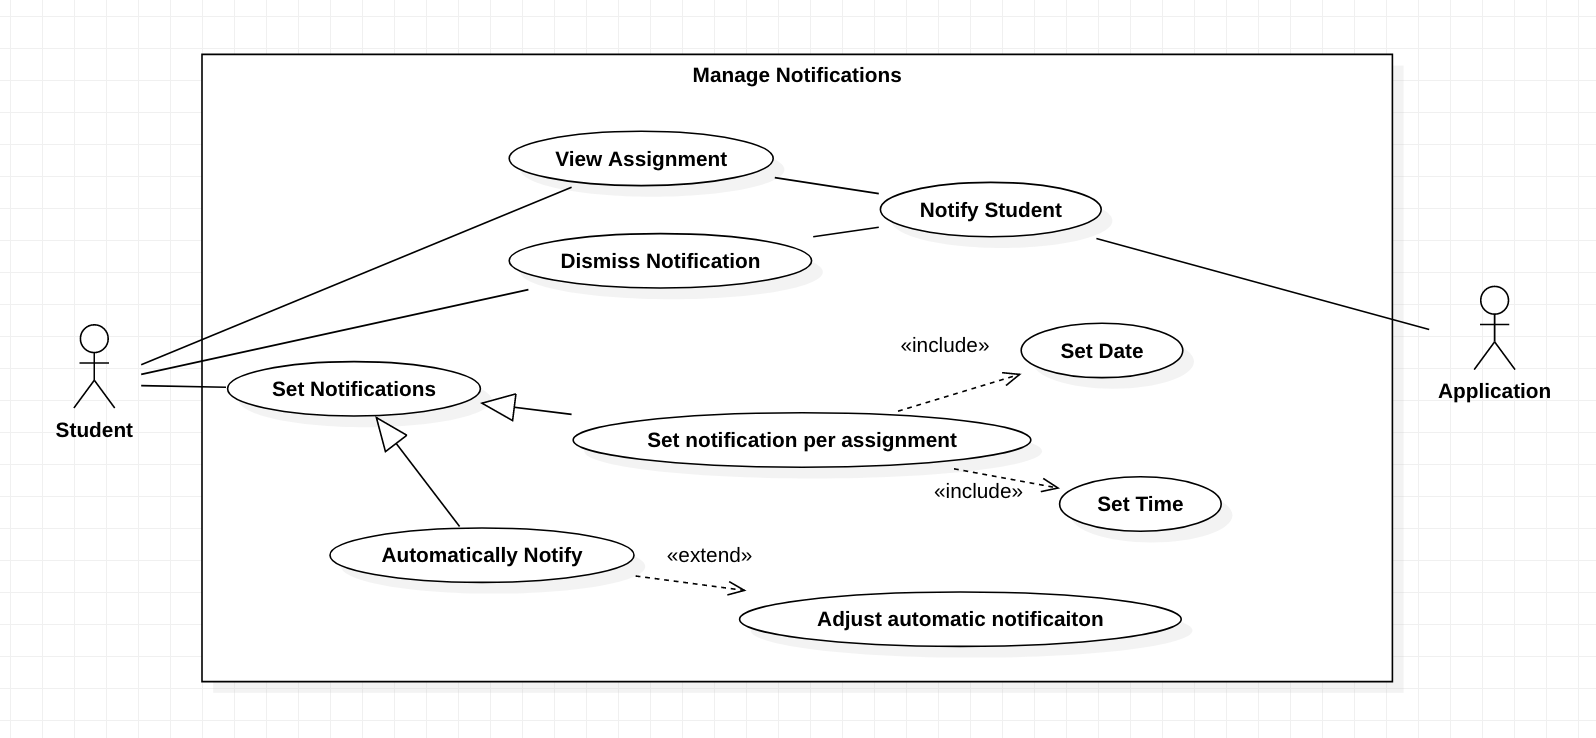 Manage Notifications
View Assignment
Notify Student
Dismiss Notification
«include»
Set Date
Set Notifications
Application
Student
Set notification per assignment
«include»
Set Time
Automatically Notify
«extend»
Adjust automatic notificaiton